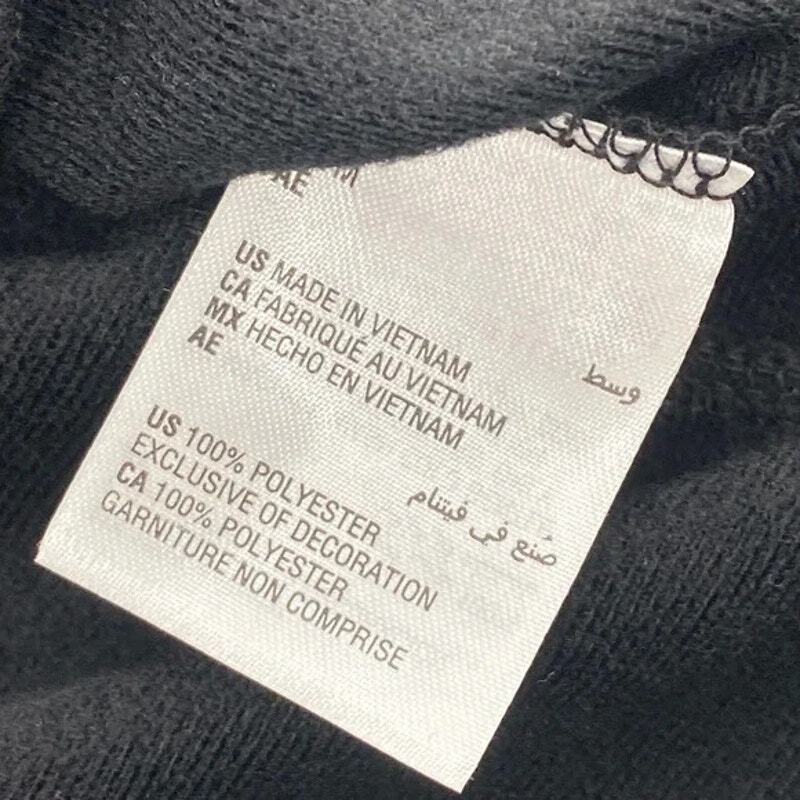 M
AE
وسط
US MADE IN VIETNAM
CA FABRIQUÉ AU VIETNAM
MX HECHO EN VIETNAM
AE
صُنع في فيتنام
US 100% POLYESTER
EXCLUSIVE OF DECORATION
CA 100% POLYESTER
GARNITURE NON COMPRISE